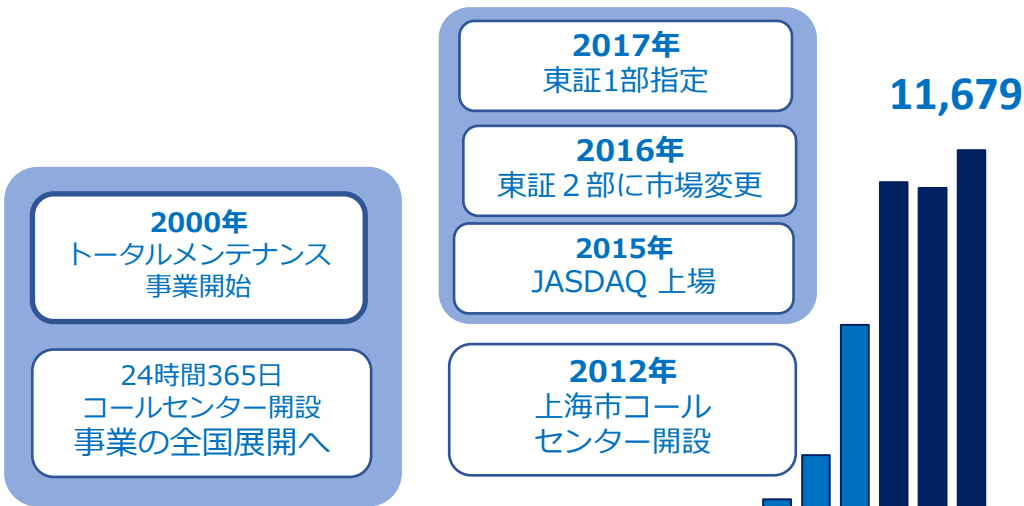 2017年
東証1部指定
11,679
2016年
東証２部に市場変更
2015年
JASDAQ 上場
2000年
トータルメンテナンス
事業開始
24時間365日
コールセンター開設
事業の全国展開へ
2012年
上海市コール
センター開設